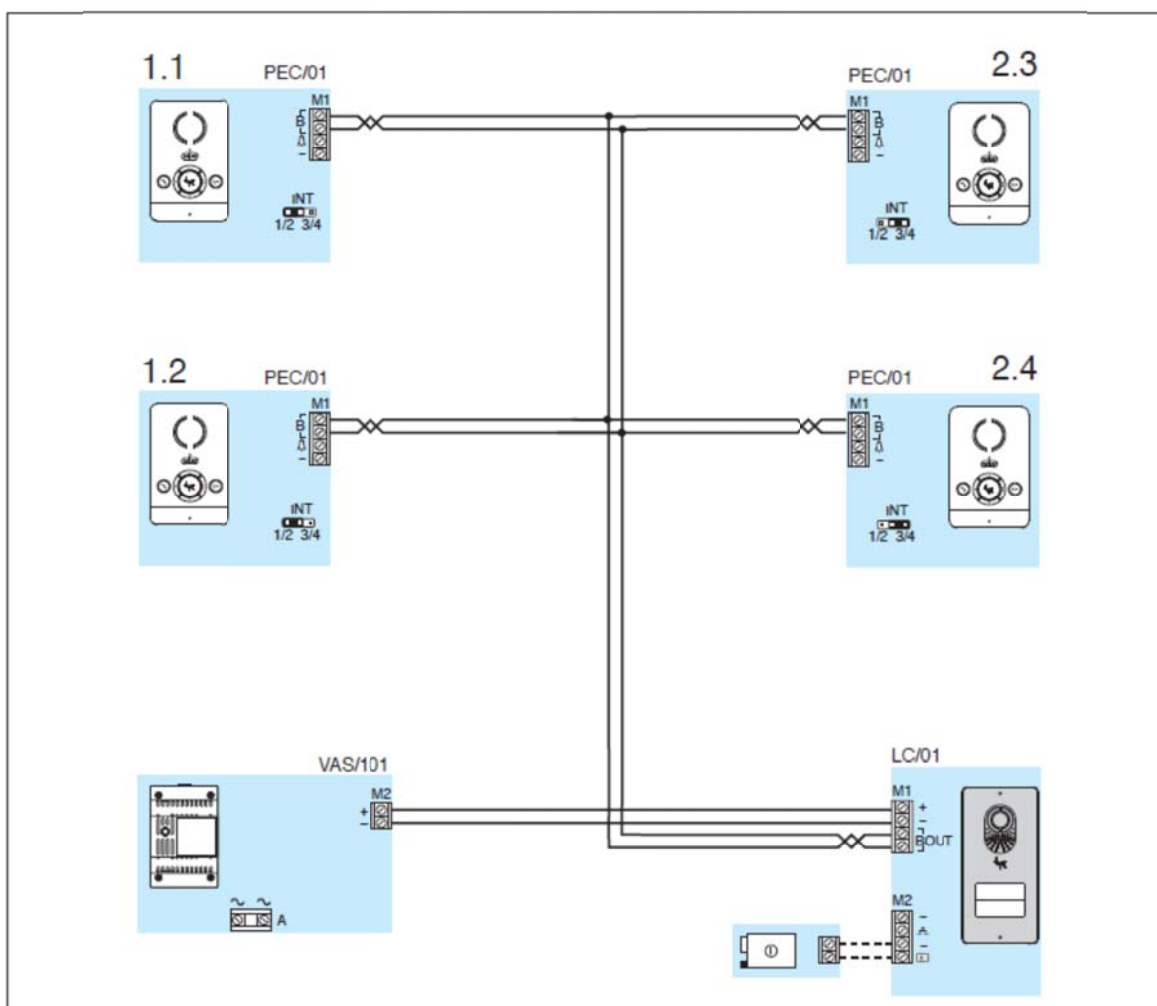 1.1
PEC/01
M1
B
−
INT
1/2 3/4
2.3
PEC/01
M1
B
−
INT
1/2 3/4
1.2
PEC/01
M1
B
−
INT
1/2 3/4
2.4
PEC/01
M1
B
−
INT
1/2 3/4
VAS/101
M2
+
−
A
LC/01
M1
+
−
BOUT
M2
−
−